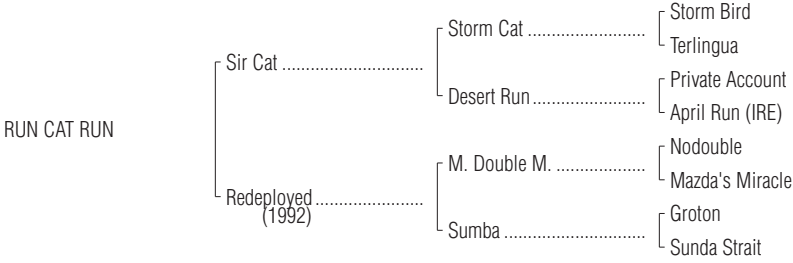 Storm Bird
Storm Cat ........................
Terlingua
Sir Cat .............................
Private Account
Desert Run .......................
April Run (IRE)
RUN CAT RUN
Nodouble
M. Double M. ..................
Mazda's Miracle
Redeployed ......................
(1992)
Groton
Sumba .............................
Sunda Strait